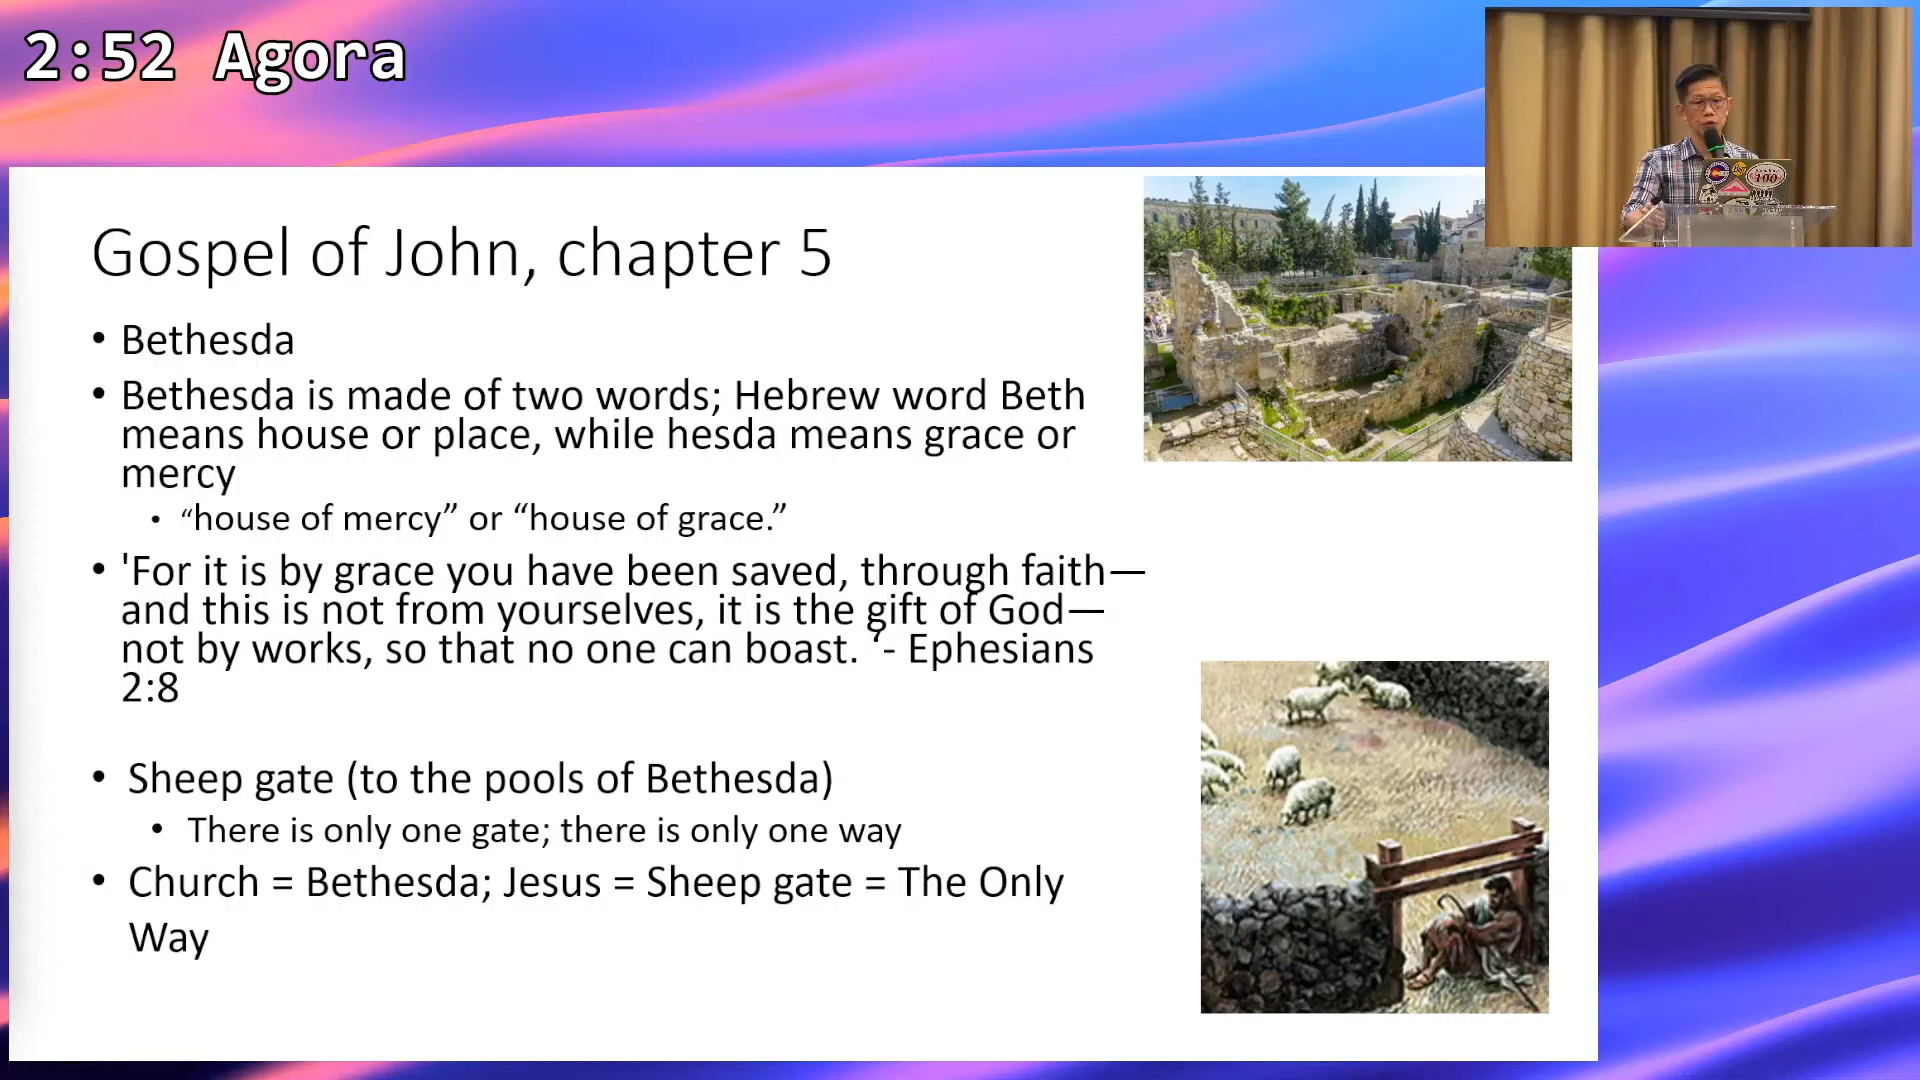 2:52 Agora
Gospel of John, chapter 5
• Bethesda
• Bethesda is made of two words; Hebrew word Beth
means house or place, while hesda means grace or
mercy
• “house of mercy” or “house of grace.”
• 'For it is by grace you have been saved, through faith—
and this is not from yourselves, it is the gift of God—
not by works, so that no one can boast. ‘- Ephesians
2:8
• Sheep gate (to the pools of Bethesda)
• There is only one gate; there is only one way
• Church = Bethesda; Jesus = Sheep gate = The Only
Way
100